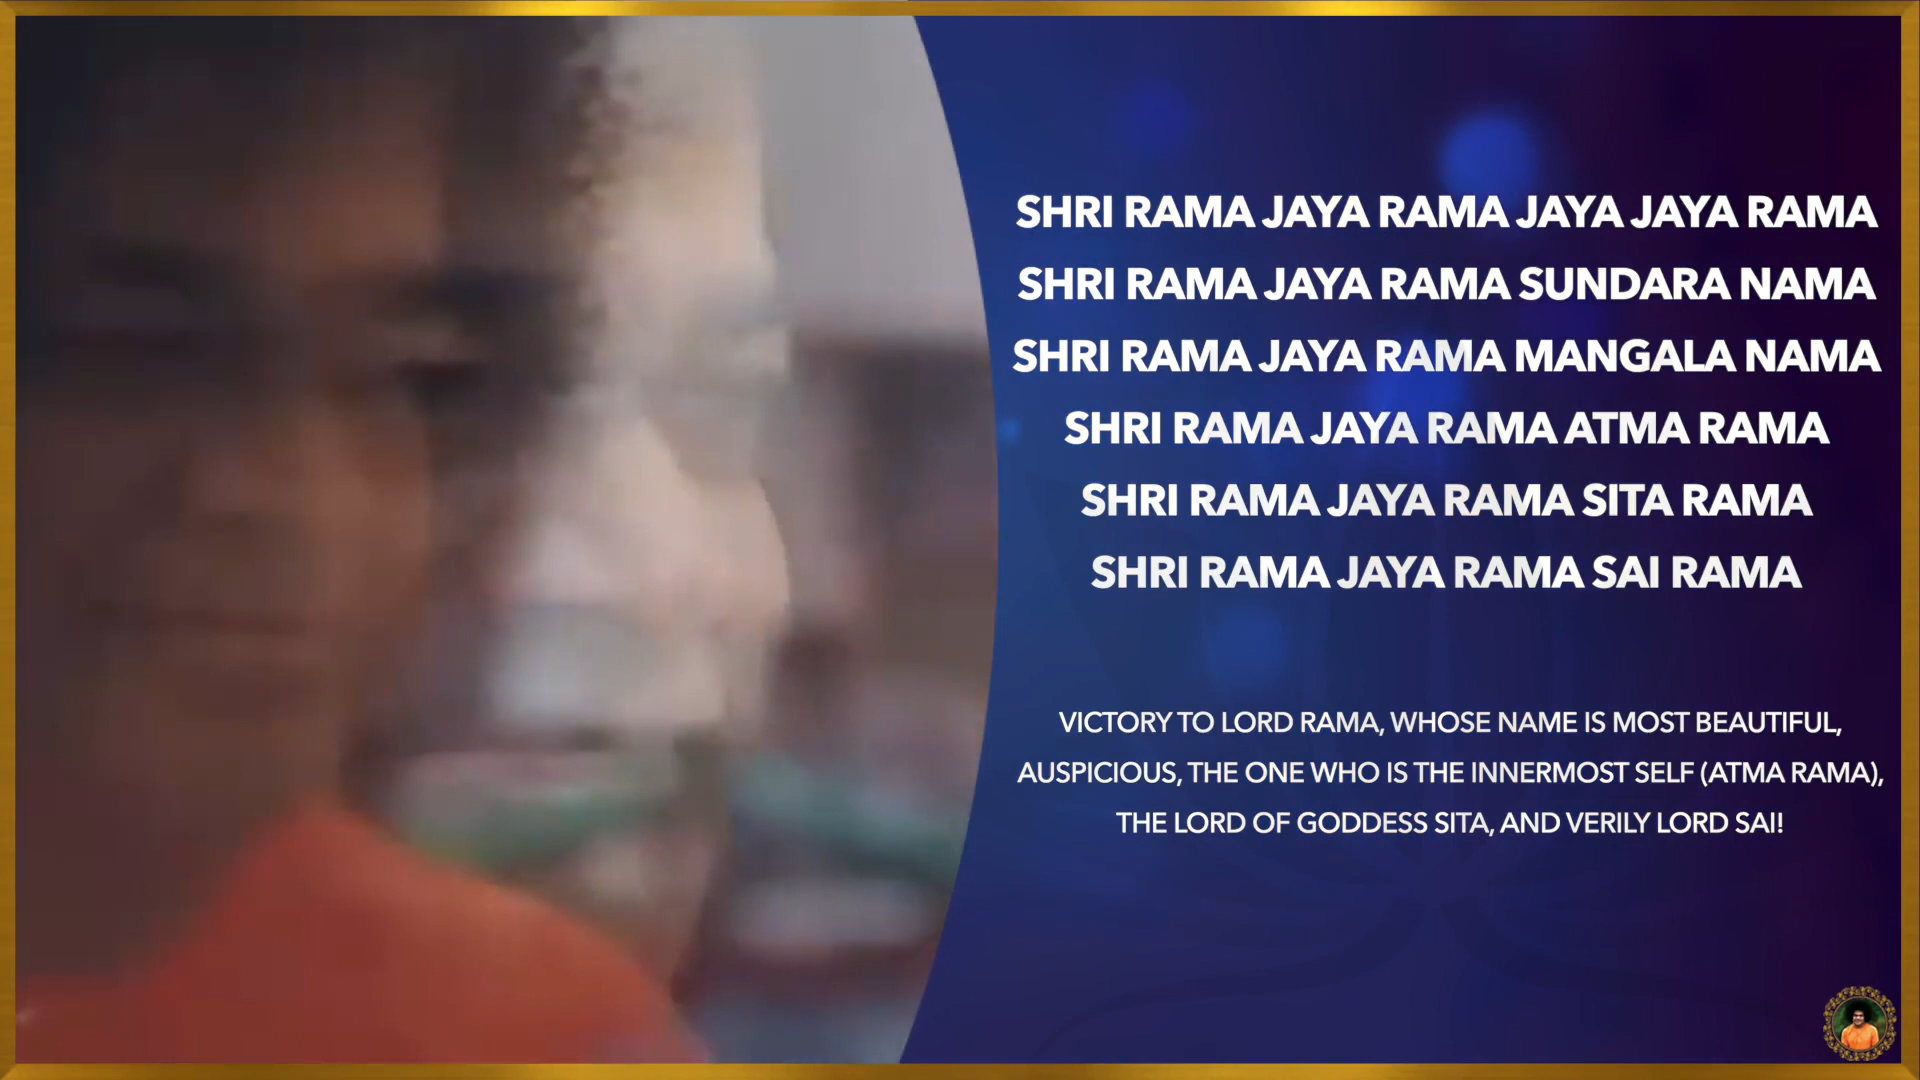 SHRI RAMA JAYA RAMA JAYA JAYA RAMA
SHRI RAMA JAYA RAMA SUNDARA NAMA
SHRI RAMA JAYA RAMA MANGALA NAMA
SHRI RAMA JAYA RAMA ATMA RAMA
SHRI RAMA JAYA RAMA SITA RAMA
SHRI RAMA JAYA RAMA SAI RAMA
VICTORY TO LORD RAMA, WHOSE NAME IS MOST BEAUTIFUL,
AUSPICIOUS, THE ONE WHO IS THE INNERMOST SELF (ATMA RAMA),
THE LORD OF GODDESS SITA, AND VERILY LORD SAI!